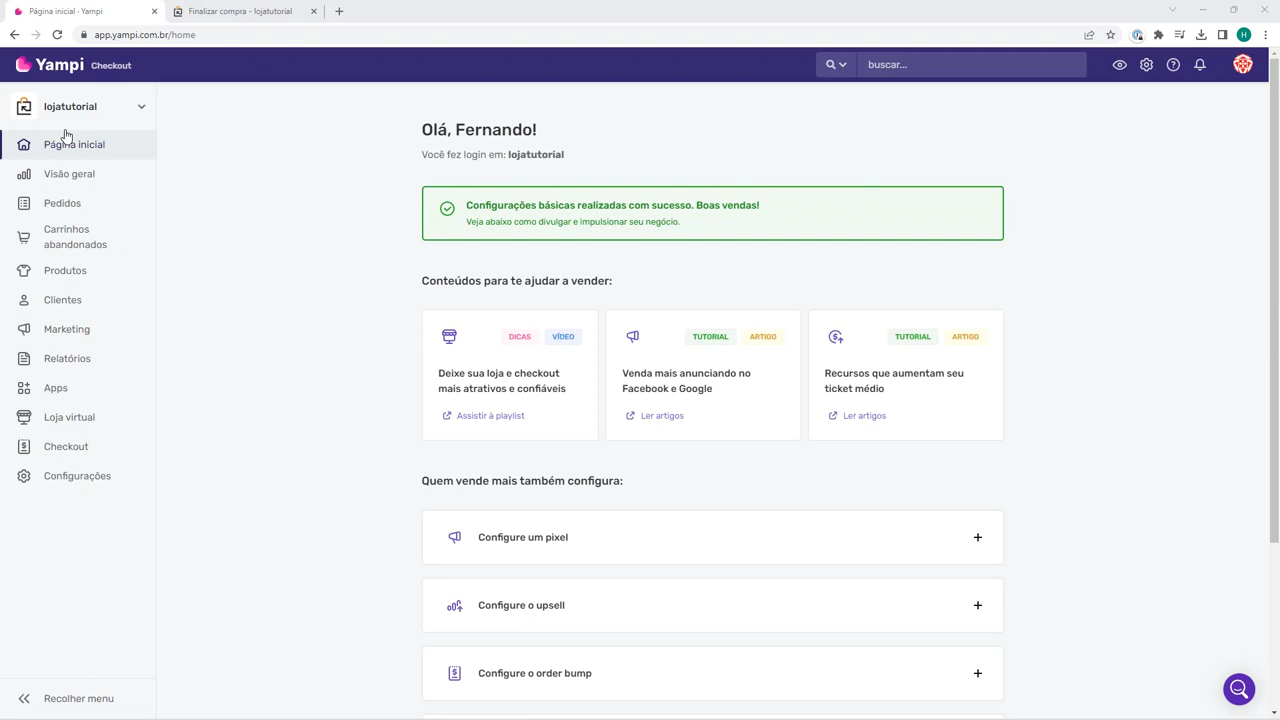 Página inicial - Yampi
Finalizar compra - lojatutorial
app.yampi.com.br/home
H
Yampi Checkout
buscar...
lojatutorial
Página inicial
Visão geral
Pedidos
Carrinhos
abandonados
Produtos
Clientes
Marketing
Relatórios
Apps
Loja virtual
Checkout
Configurações
Recolher menu
Olá, Fernando!
Você fez login em: lojatutorial
Configurações básicas realizadas com sucesso. Boas vendas!
Veja abaixo como divulgar e impulsionar seu negócio.
Conteúdos para te ajudar a vender:
DICAS VÍDEO
Deixe sua loja e checkout
mais atrativos e confiáveis
Assistir à playlist
TUTORIAL ARTIGO
Venda mais anunciando no
Facebook e Google
Ler artigos
TUTORIAL ARTIGO
Recursos que aumentam seu
ticket médio
Ler artigos
Quem vende mais também configura:
Configure um pixel
Configure o upsell
Configure o order bump